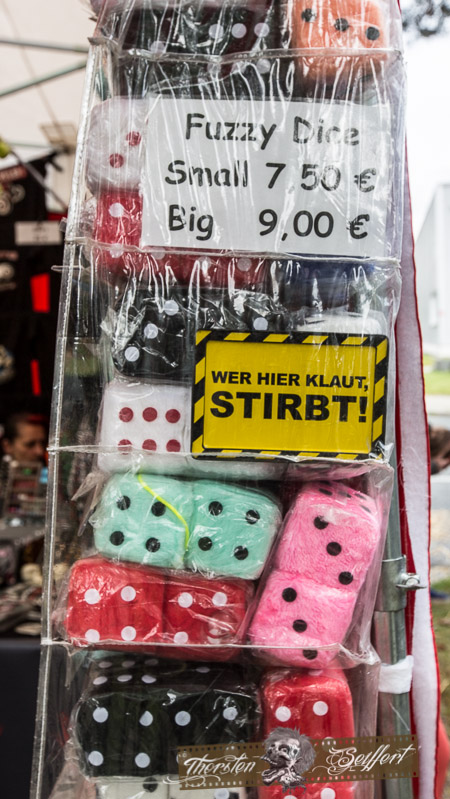 Fuzzy Dice
Small 7 50 €
Big 9,00 €
WER HIER KLAUT,
STIRBT!
Thorsten Seiffert